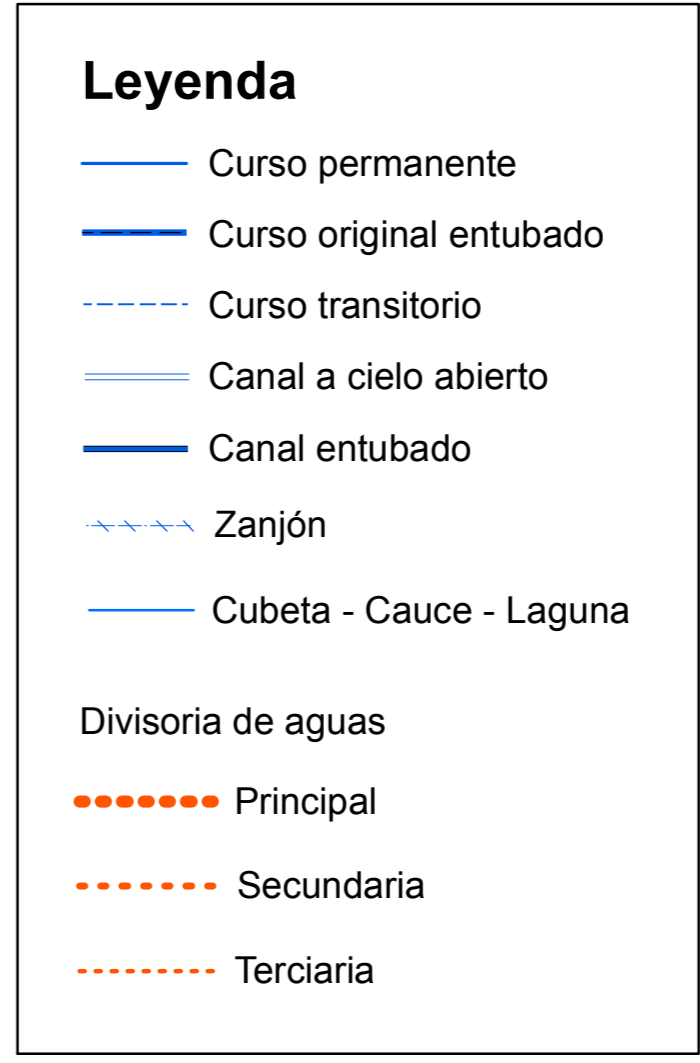 Leyenda
Curso permanente
Curso original entubado
Curso transitorio
Canal a cielo abierto
Canal entubado
Zanjón
Cubeta - Cauce - Laguna
Divisoria de aguas
Principal
Secundaria
Terciaria